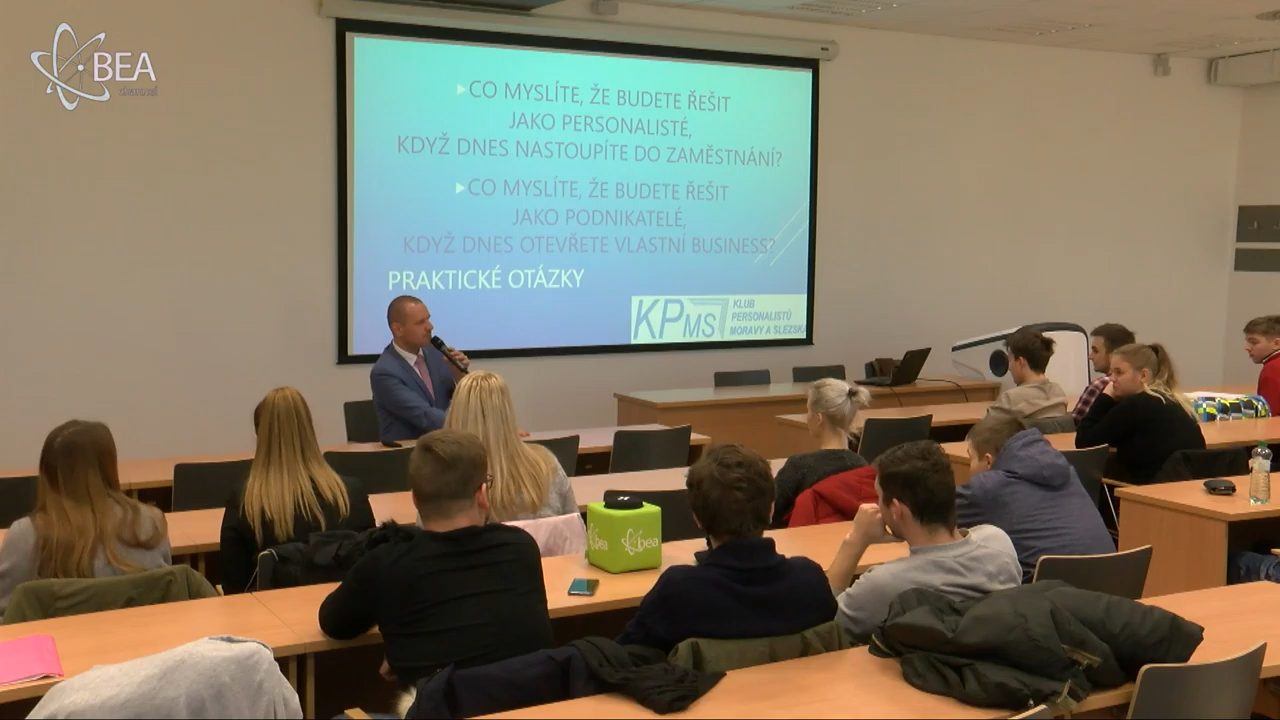 BEA
channel
CO MYSLÍTE, ŽE BUDETE ŘEŠIT
JAKO PERSONALISTÉ,
KDYŽ DNES NASTOUPÍTE DO ZAMĚSTNÁNÍ?
CO MYSLÍTE, ŽE BUDETE ŘEŠIT
JAKO PODNIKATELÉ,
KDYŽ DNES OTEVŘETE VLASTNÍ BUSINESS?
PRAKTICKÉ OTÁZKY
KPMS
KLUB
PERSONALISTŮ
MORAVY A SLEZSKA
bea
bea